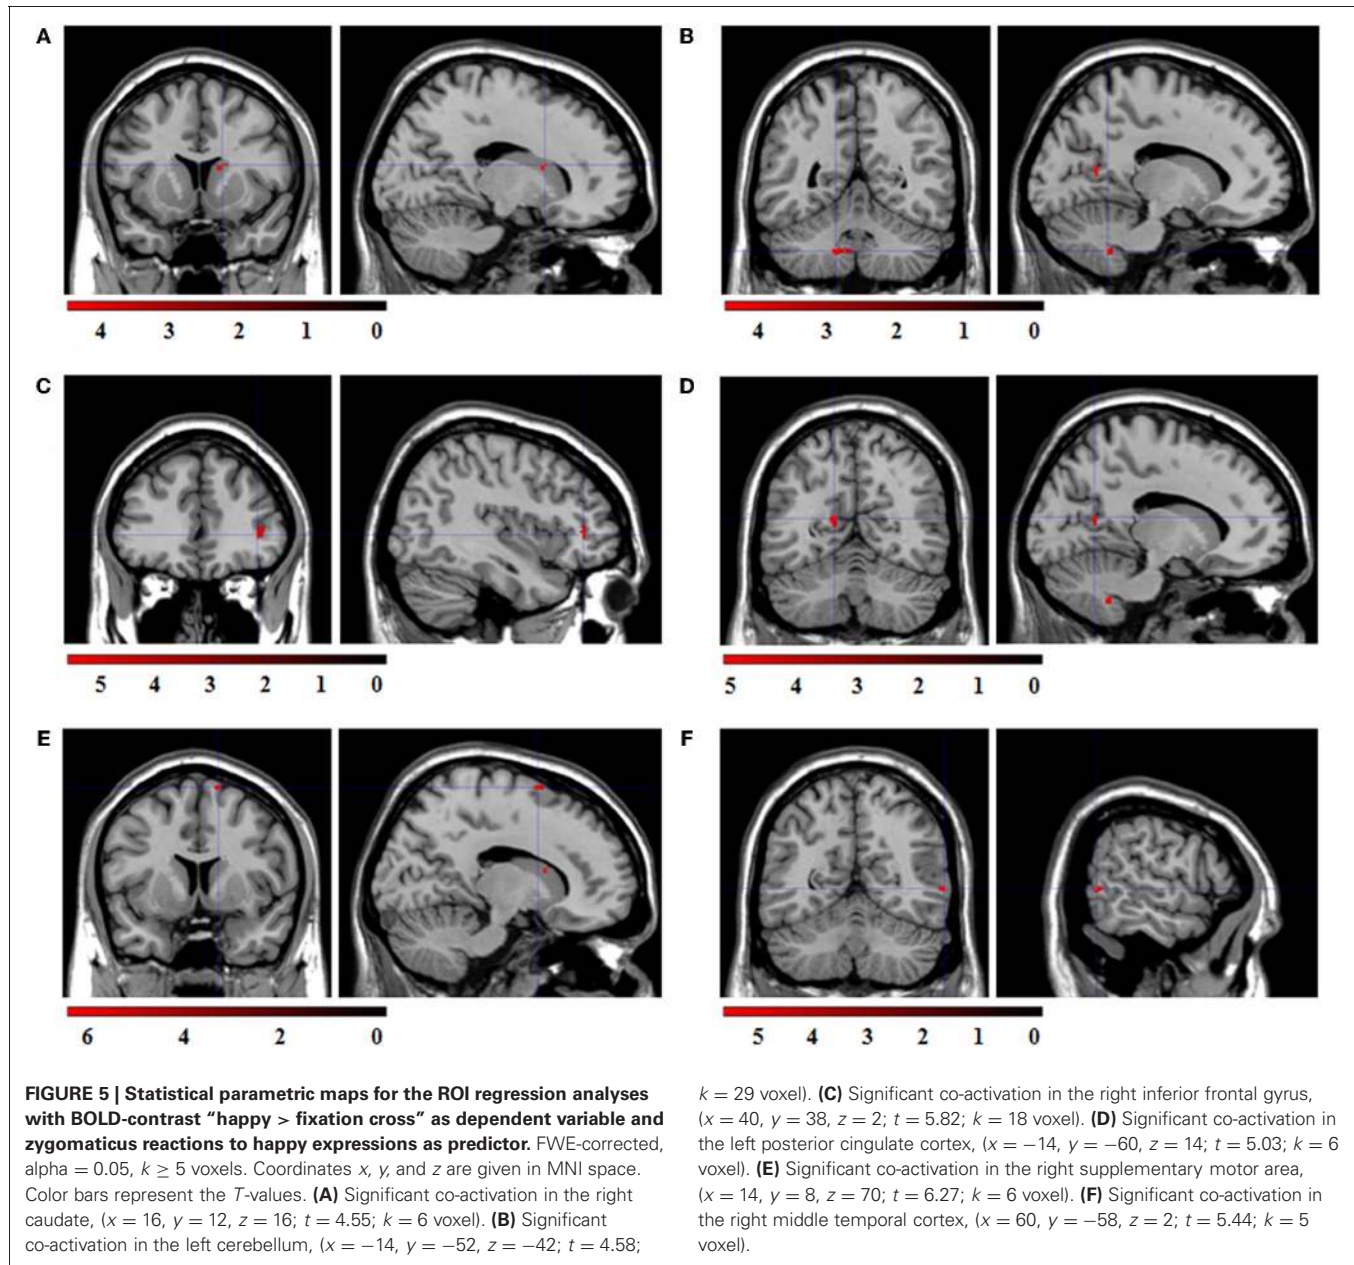 A
B
4 3 2 1 0
4 3 2 1 0
C
D
5 4 3 2 1 0
5 4 3 2 1 0
E
F
6 4 2 0
5 4 3 2 1 0
FIGURE 5 | Statistical parametric maps for the ROI regression analyses
with BOLD-contrast “happy > fixation cross” as dependent variable and
zygomaticus reactions to happy expressions as predictor. FWE-corrected,
alpha = 0.05, k ≥ 5 voxels. Coordinates x, y, and z are given in MNI space.
Color bars represent the T-values. (A) Significant co-activation in the right
caudate, (x = 16, y = 12, z = 16; t = 4.55; k = 6 voxel). (B) Significant
co-activation in the left cerebellum, (x = −14, y = −52, z = −42; t = 4.58;
k = 29 voxel). (C) Significant co-activation in the right inferior frontal gyrus,
(x = 40, y = 38, z = 2; t = 5.82; k = 18 voxel). (D) Significant co-activation in
the left posterior cingulate cortex, (x = −14, y = −60, z = 14; t = 5.03; k = 6
voxel). (E) Significant co-activation in the right supplementary motor area,
(x = 14, y = 8, z = 70; t = 6.27; k = 6 voxel). (F) Significant co-activation in
the right middle temporal cortex, (x = 60, y = −58, z = 2; t = 5.44; k = 5
voxel).